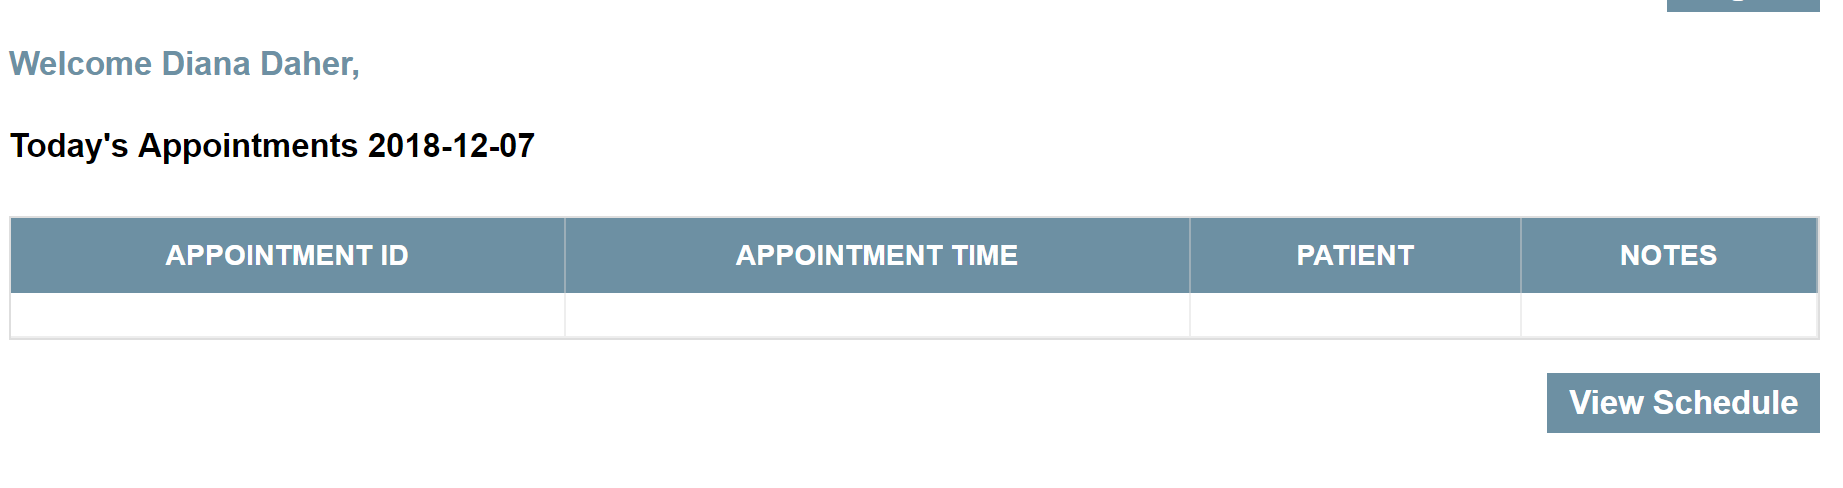 Welcome Diana Daher,
Today's Appointments 2018-12-07
APPOINTMENT ID APPOINTMENT TIME PATIENT NOTES
View Schedule